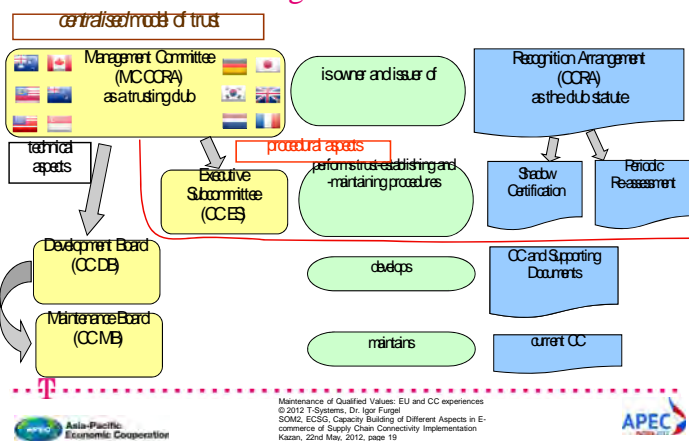 centralised model of trust
Management Committee
(MC CCRA)
as a trusting club
is owner and issuer of
Recognition Arrangement
(CCRA)
as the club statute
technical
aspects
procedural aspects
Executive
Subcommittee
(CC ES)
performs trust-establishing and
-maintaining procedures
Shadow
Certification
Periodic
Re-assessment
Development Board
(CC DB)
develops
CC and Supporting
Documents
Maintenance Board
(CC MB)
maintains
current CC
T
APEC
Asia-Pacific
Economic Cooperation
Maintenance of Qualified Values: EU and CC experiences
© 2012 T-Systems, Dr. Igor Furgel
SOM2, ECSG, Capacity Building of Different Aspects in E-
commerce of Supply Chain Connectivity Implementation
Kazan, 22nd May, 2012, page 19
APEC